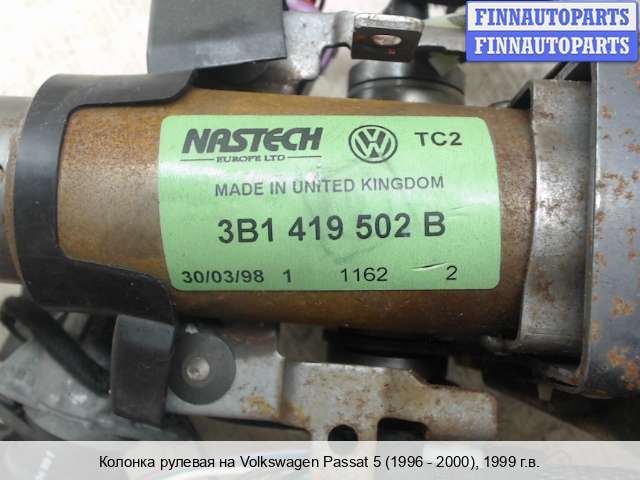 FINNAUTOPARTS
FINNAUTOPARTS
NASTECH
EUROPE LTD
VW
TC2
MADE IN UNITED KINGDOM
3B1 419 502 B
30/03/98 1 1162 2
Колонка рулевая на Volkswagen Passat 5 (1996 - 2000), 1999 г.в.